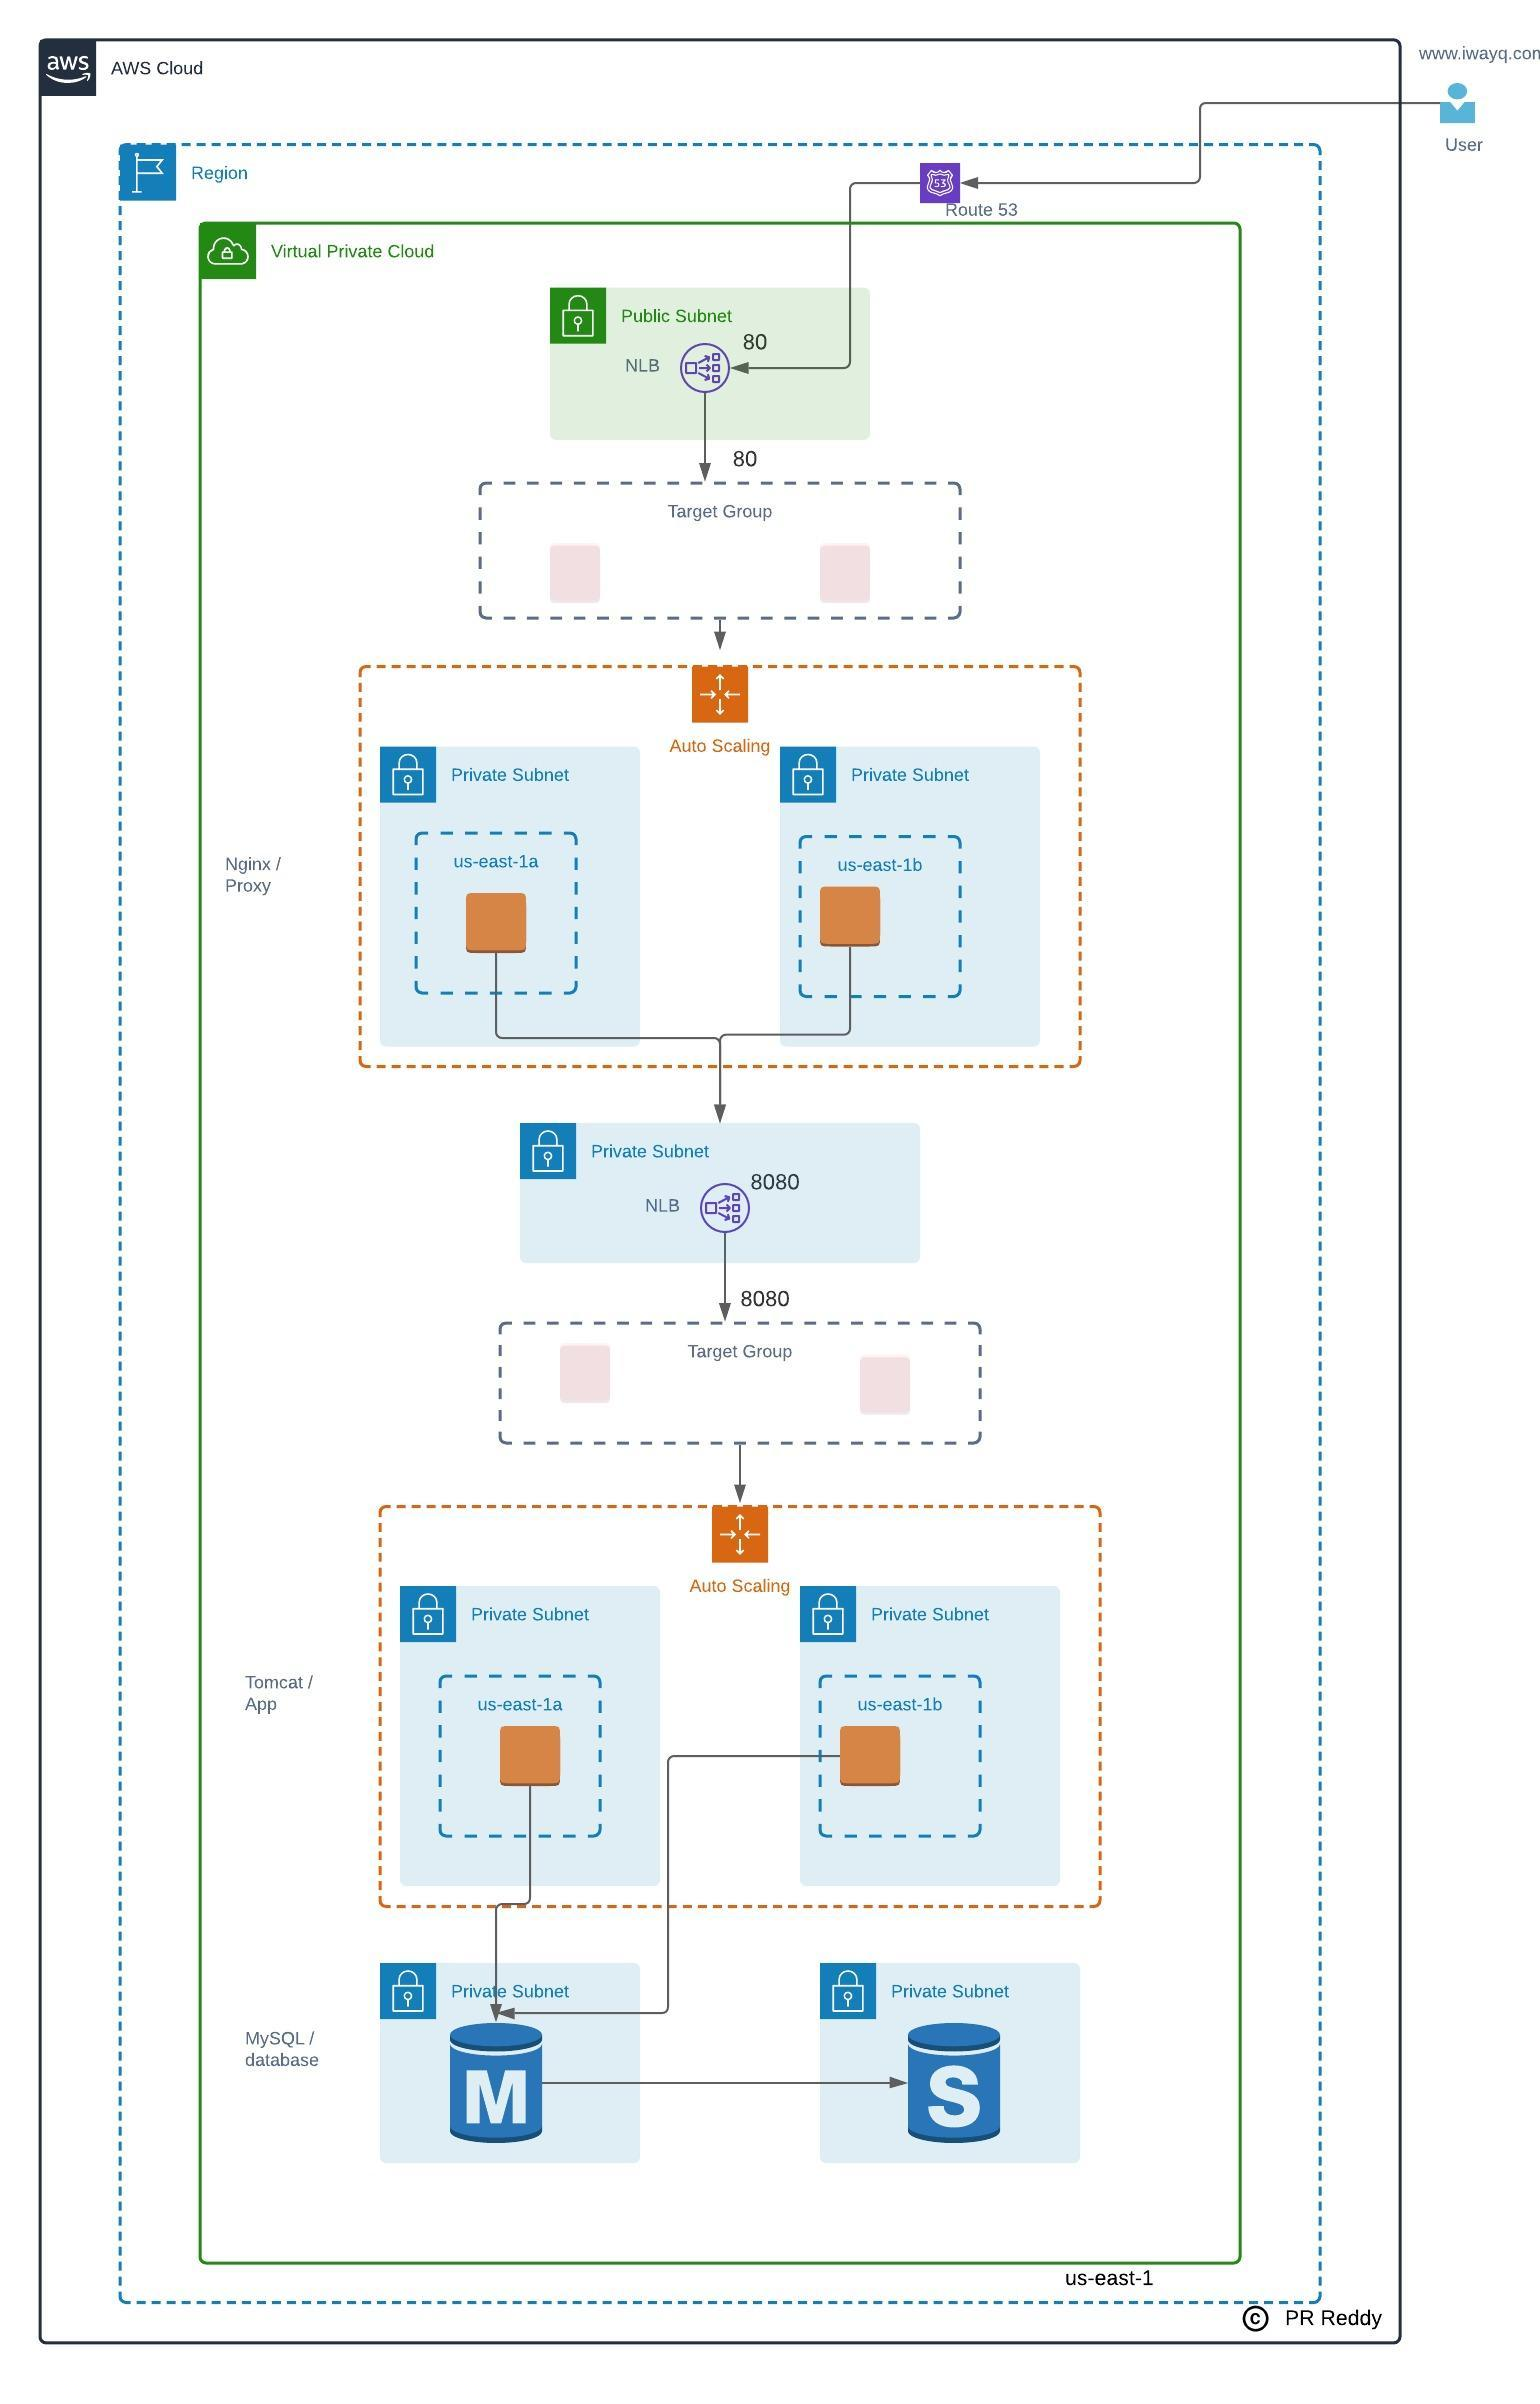 aws
AWS Cloud
www.iwayq.com
User
Region
53
Route 53
Virtual Private Cloud
Public Subnet
80
NLB
80
Target Group
Auto Scaling
Private Subnet
Private Subnet
us-east-1a
us-east-1b
Nginx /
Proxy
Private Subnet
8080
NLB
8080
Target Group
Auto Scaling
Private Subnet
Private Subnet
Tomcat /
App
us-east-1a
us-east-1b
Private Subnet
Private Subnet
MySQL /
database
M
S
us-east-1
© PR Reddy